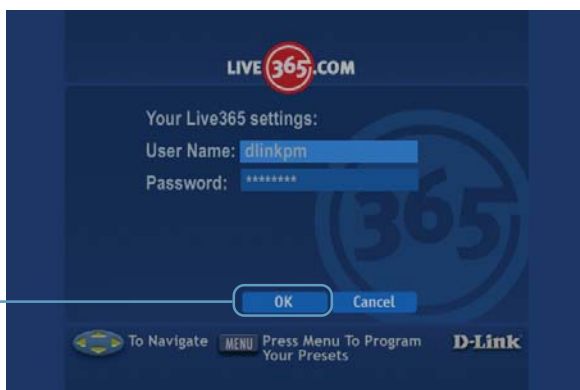 LIVE 365 .COM
Your Live365 settings:
User Name: dlinkpm
Password: ********
365
OK Cancel
To Navigate MENU Press Menu To Program Your Presets D-Link